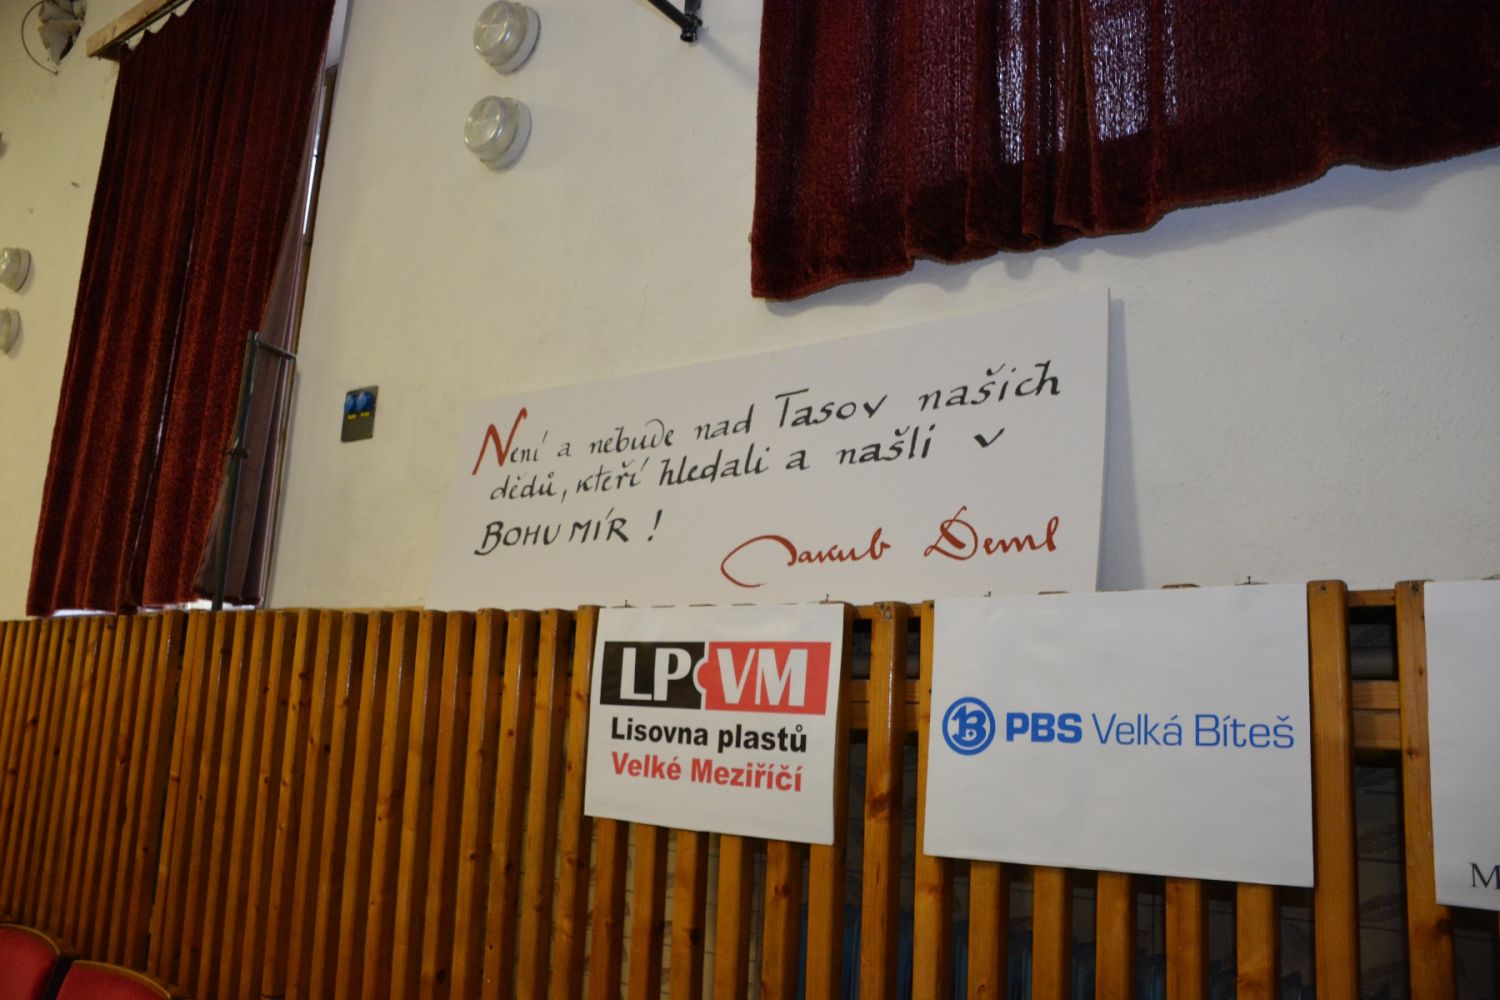 Není a nebude nad Tasov našich
dědů, kteří hledali a našli v
BOHU MÍR !
Jakub Deml
LP VM
Lisovna plastů
Velké Meziříčí
PBS Velká Bíteš
M